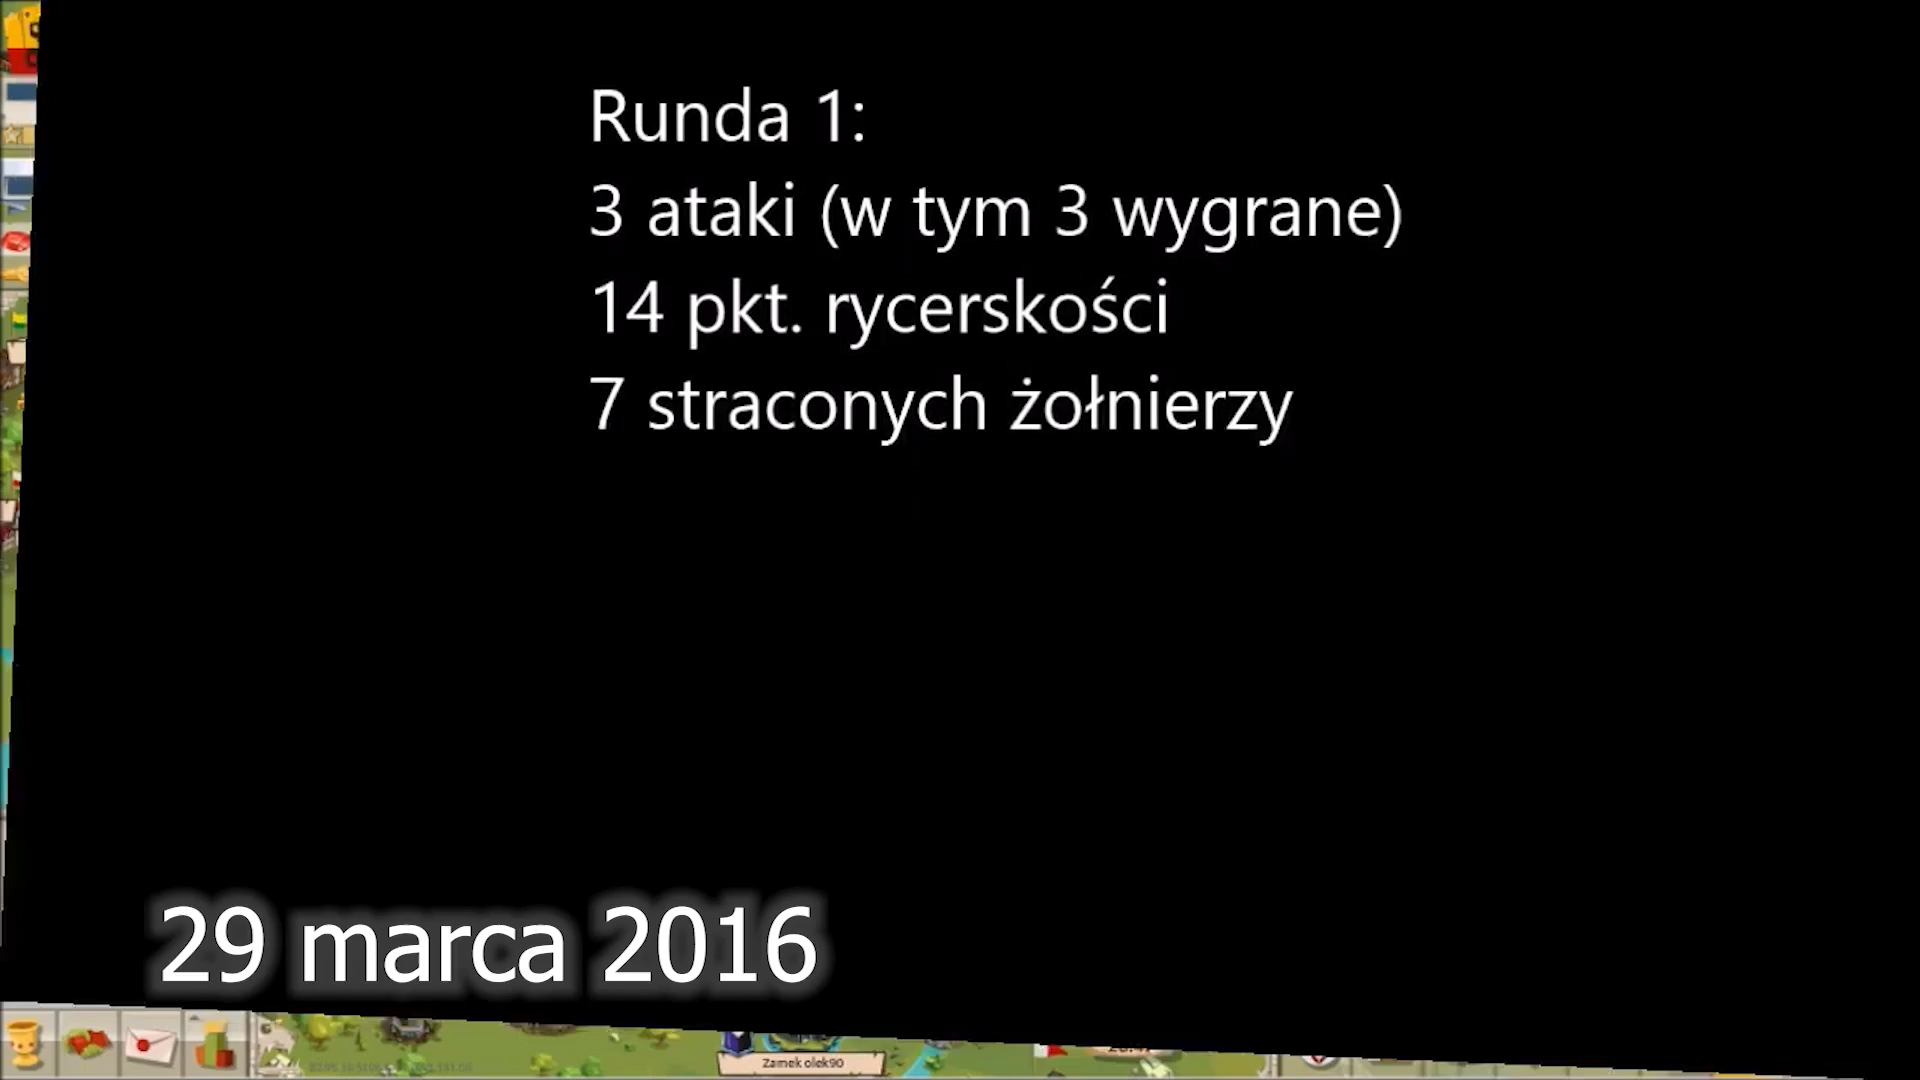 Runda 1:
3 ataki (w tym 3 wygrane)
14 pkt. rycerskości
7 straconych żołnierzy
29 marca 2016
Zamek olek90